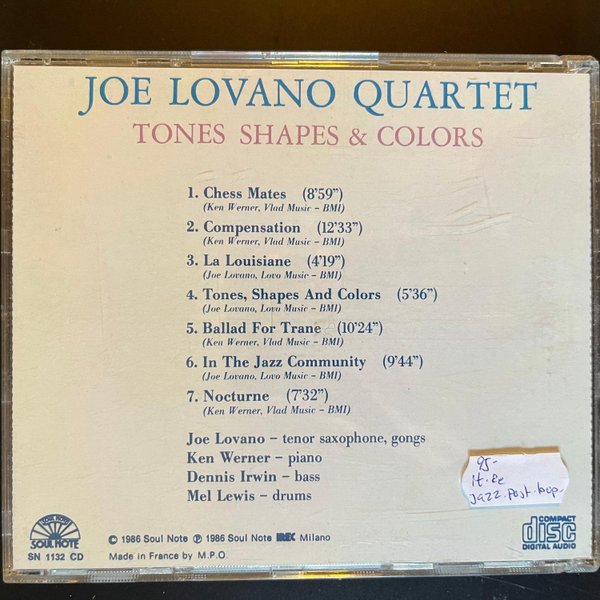 JOE LOVANO QUARTET
TONES SHAPES & COLORS
1. Chess Mates (8'59")
(Ken Werner, Vlad Music – BMI)
2. Compensation (12'33")
(Ken Werner, Vlad Music – BMI)
3. La Louisiane (4'19")
(Joe Lovano, Lovo Music – BMI)
4. Tones, Shapes And Colors (5'36")
(Joe Lovano, Lovo Music – BMI)
5. Ballad For Trane (10'24")
(Ken Werner, Vlad Music – BMI)
6. In The Jazz Community (9'44")
(Joe Lovano, Lovo Music – BMI)
7. Nocturne (7'32")
(Ken Werner, Vlad Music – BMI)
Joe Lovano – tenor saxophone, gongs
Ken Werner – piano
Dennis Irwin – bass
Mel Lewis – drums
95-
Jazz. post. bop.
SOUL NOTE
SOUL NOTE
SN 1132 CD
© 1986 Soul Note ℗ 1986 Soul Note IREX Milano
Made in France by M.P.O.
COMPACT
disc
DIGITAL AUDIO